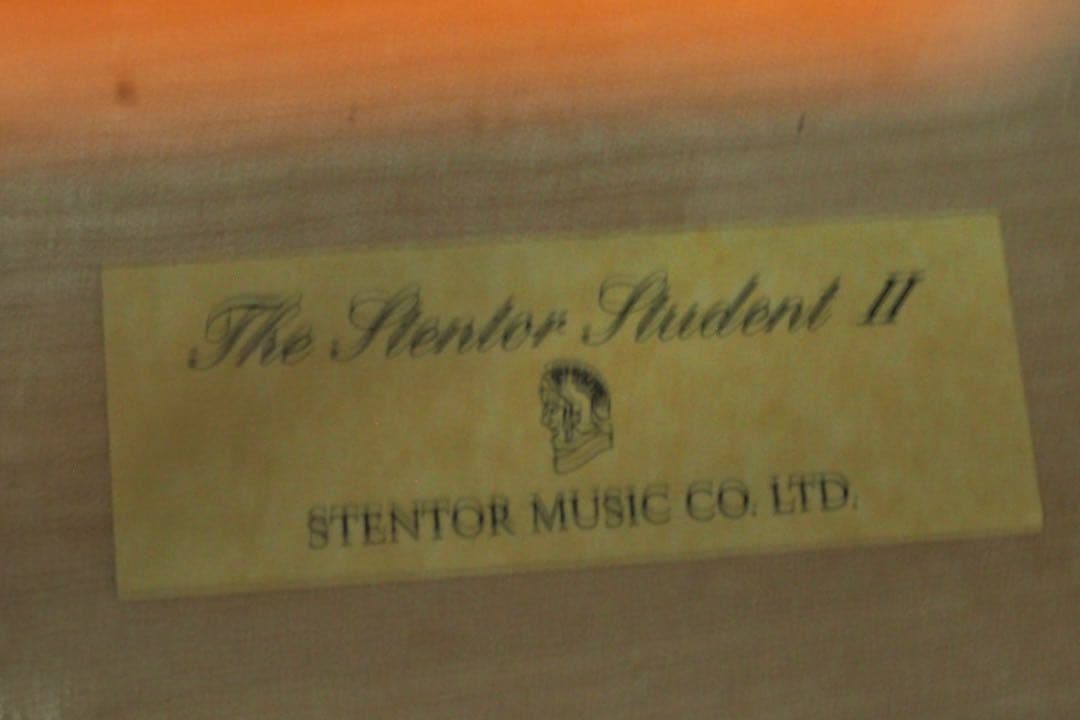 The Stentor Student II
STENTOR MUSIC CO. LTD.